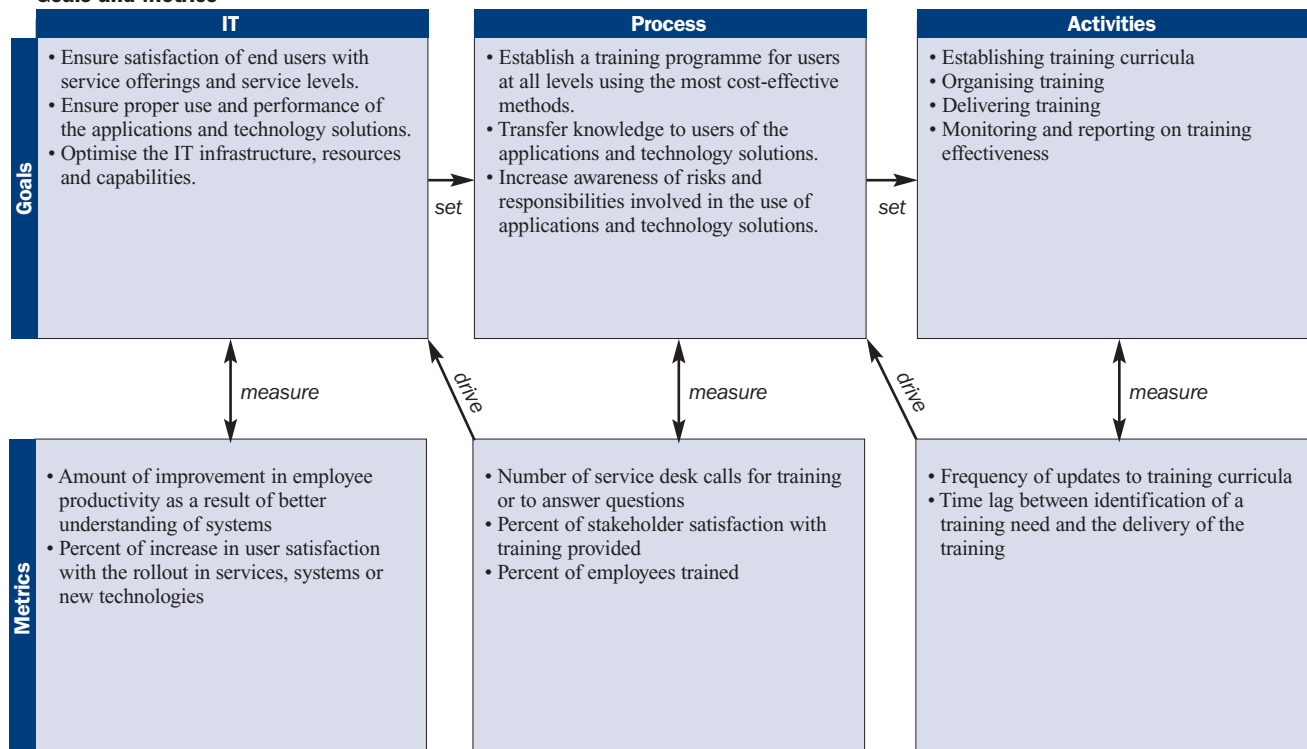 Goals and Metrics
IT
Process
Activities
Goals
• Ensure satisfaction of end users with
service offerings and service levels.
• Ensure proper use and performance of
the applications and technology solutions.
• Optimise the IT infrastructure, resources
and capabilities.
set
• Establish a training programme for users
at all levels using the most cost-effective
methods.
• Transfer knowledge to users of the
applications and technology solutions.
• Increase awareness of risks and
responsibilities involved in the use of
applications and technology solutions.
set
• Establishing training curricula
• Organising training
• Delivering training
• Monitoring and reporting on training
effectiveness
measure
drive
measure
drive
measure
Metrics
• Amount of improvement in employee
productivity as a result of better
understanding of systems
• Percent of increase in user satisfaction
with the rollout in services, systems or
new technologies
• Number of service desk calls for training
or to answer questions
• Percent of stakeholder satisfaction with
training provided
• Percent of employees trained
• Frequency of updates to training curricula
• Time lag between identification of a
training need and the delivery of the
training